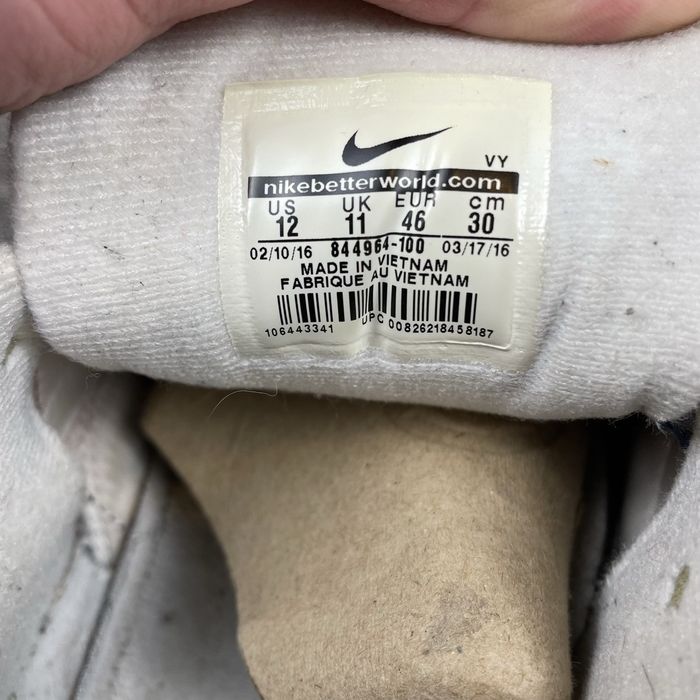 VY
nikebetterworld.com
US UK EUR cm
12 11 46 30
02/10/16 844964-100 03/17/16
MADE IN VIETNAM
FABRIQUE AU VIETNAM
106443341 UPC 00826218458187